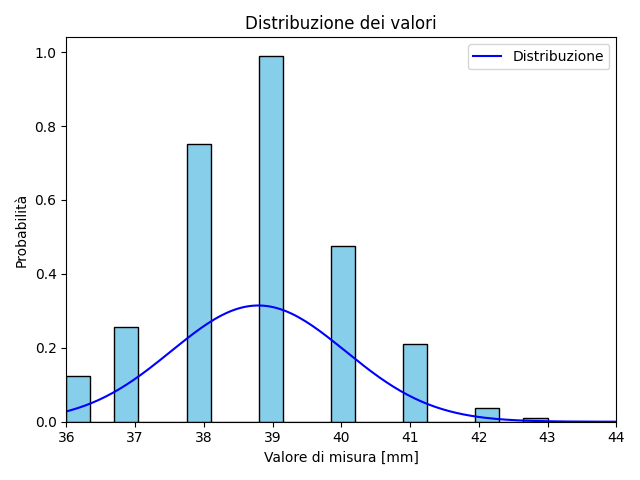 Distribuzione dei valori
Distribuzione
Probabilità
1.0
0.8
0.6
0.4
0.2
0.0
36 37 38 39 40 41 42 43 44
Valore di misura [mm]